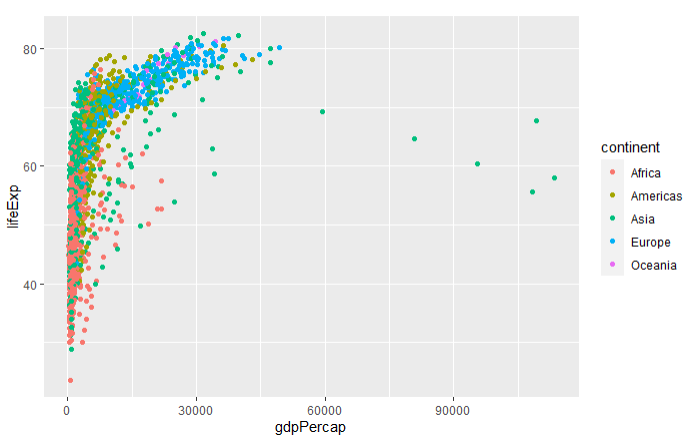 80
60
40
lifeExp
0
30000
60000
90000
gdpPercap
continent
Africa
Americas
Asia
Europe
Oceania